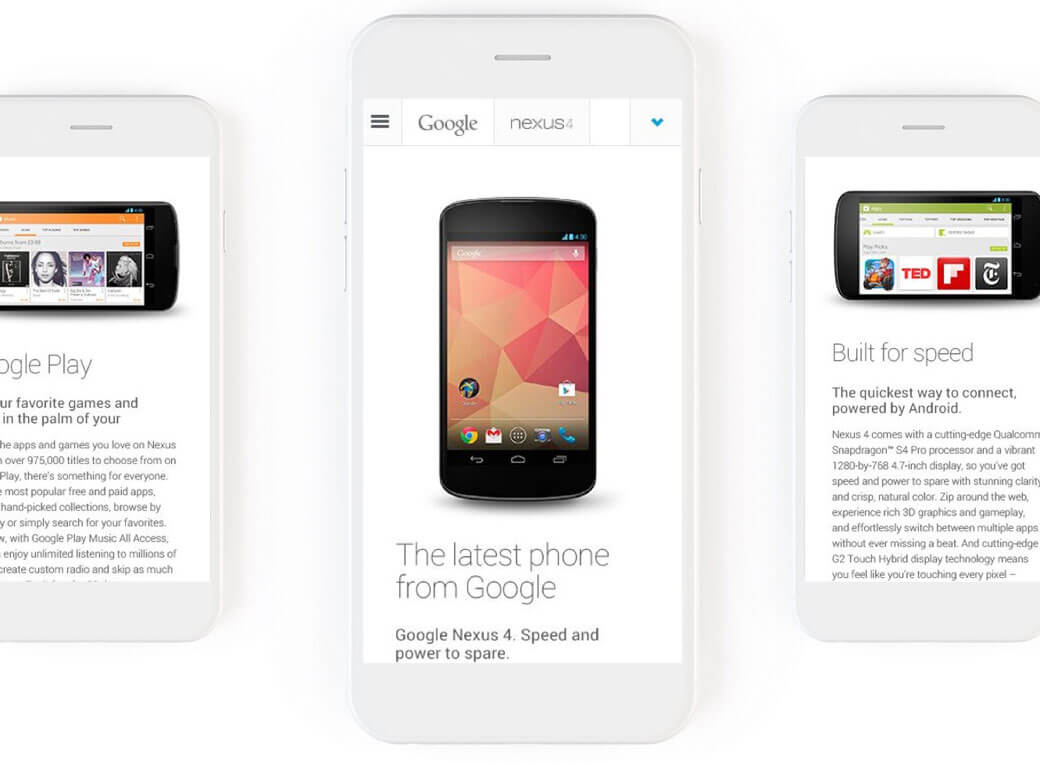 Google
nexus 4
Google
4:30
The latest phone
from Google
Google Nexus 4. Speed and
power to spare.
ogle Play
ur favorite games and
in the palm of your
he apps and games you love on Nexus
over 975,000 titles to choose from on
Play, there's something for everyone.
most popular free and paid apps,
hand-picked collections, browse by
y or simply search for your favorites.
w, with Google Play Music All Access,
enjoy unlimited listening to millions of
create custom radio and skip as much
TED
Play Picks
Built for speed
The quickest way to connect,
powered by Android.
Nexus 4 comes with a cutting-edge Qualcomm
Snapdragon™ S4 Pro processor and a vibrant
1280-by-768 4.7-inch display, so you've got
speed and power to spare with stunning clarity
and crisp, natural color. Zip around the web,
experience rich 3D graphics and gameplay,
and effortlessly switch between multiple apps
without ever missing a beat. And cutting-edge
G2 Touch Hybrid display technology means
you feel like you're touching every pixel –